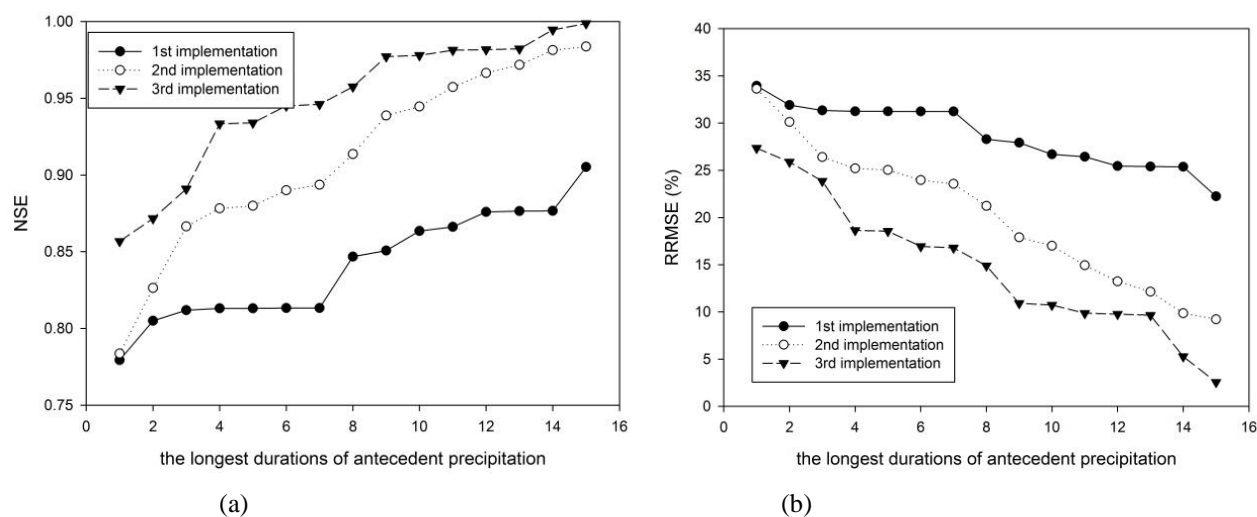 1.00
0.95
0.90
0.85
0.80
0.75
NSE
1st implementation
2nd implementation
3rd implementation
0 2 4 6 8 10 12 14 16
the longest durations of antecedent precipitation
(a)
40
35
30
25
20
15
10
5
0
RRMSE (%)
1st implementation
2nd implementation
3rd implementation
0 2 4 6 8 10 12 14 16
the longest durations of antecedent precipitation
(b)